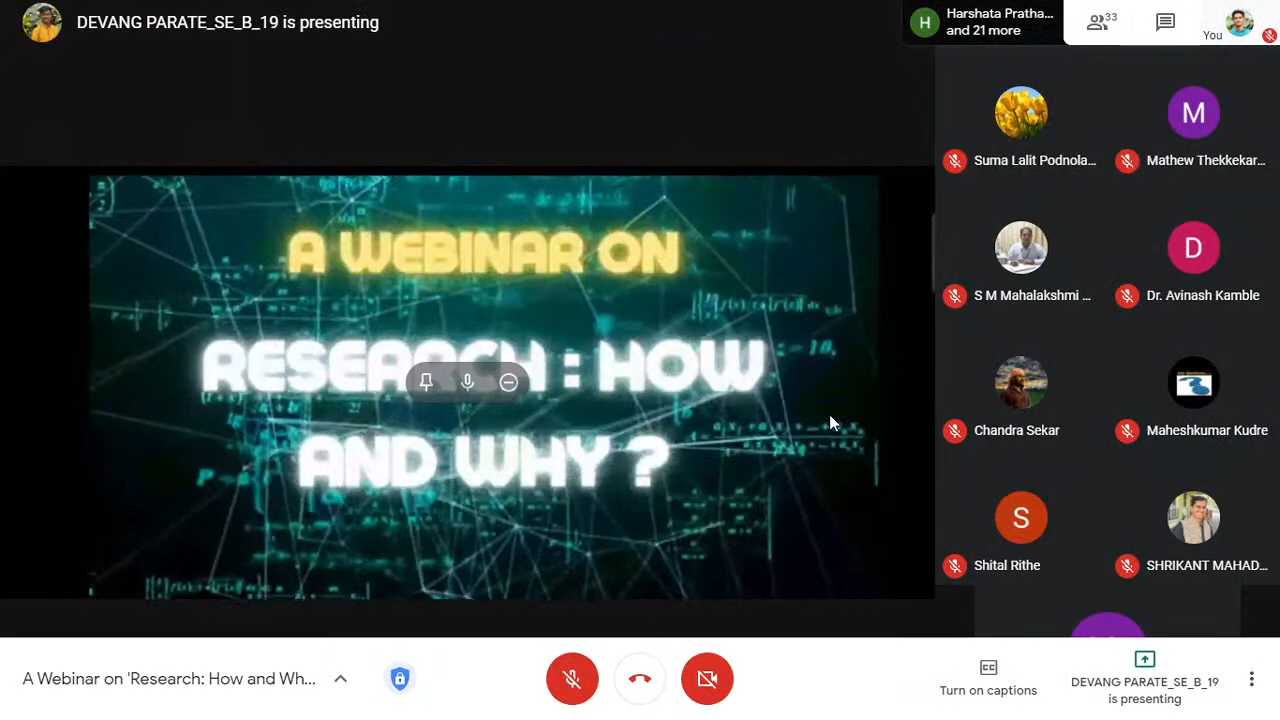 DEVANG PARATE_SE_B_19 is presenting
H
Harshata Pratha...
and 21 more
33
You
A WEBINAR ON
RESEARCH : HOW
AND WHY ?
Suma Lalit Podnola...
M
Mathew Thekkekar...
S M Mahalakshmi ...
D
Dr. Avinash Kamble
Chandra Sekar
Maheshkumar Kudre
S
Shital Rithe
SHRIKANT MAHAD...
A Webinar on 'Research: How and Wh...
CC
Turn on captions
DEVANG PARATE_SE_B_19
is presenting